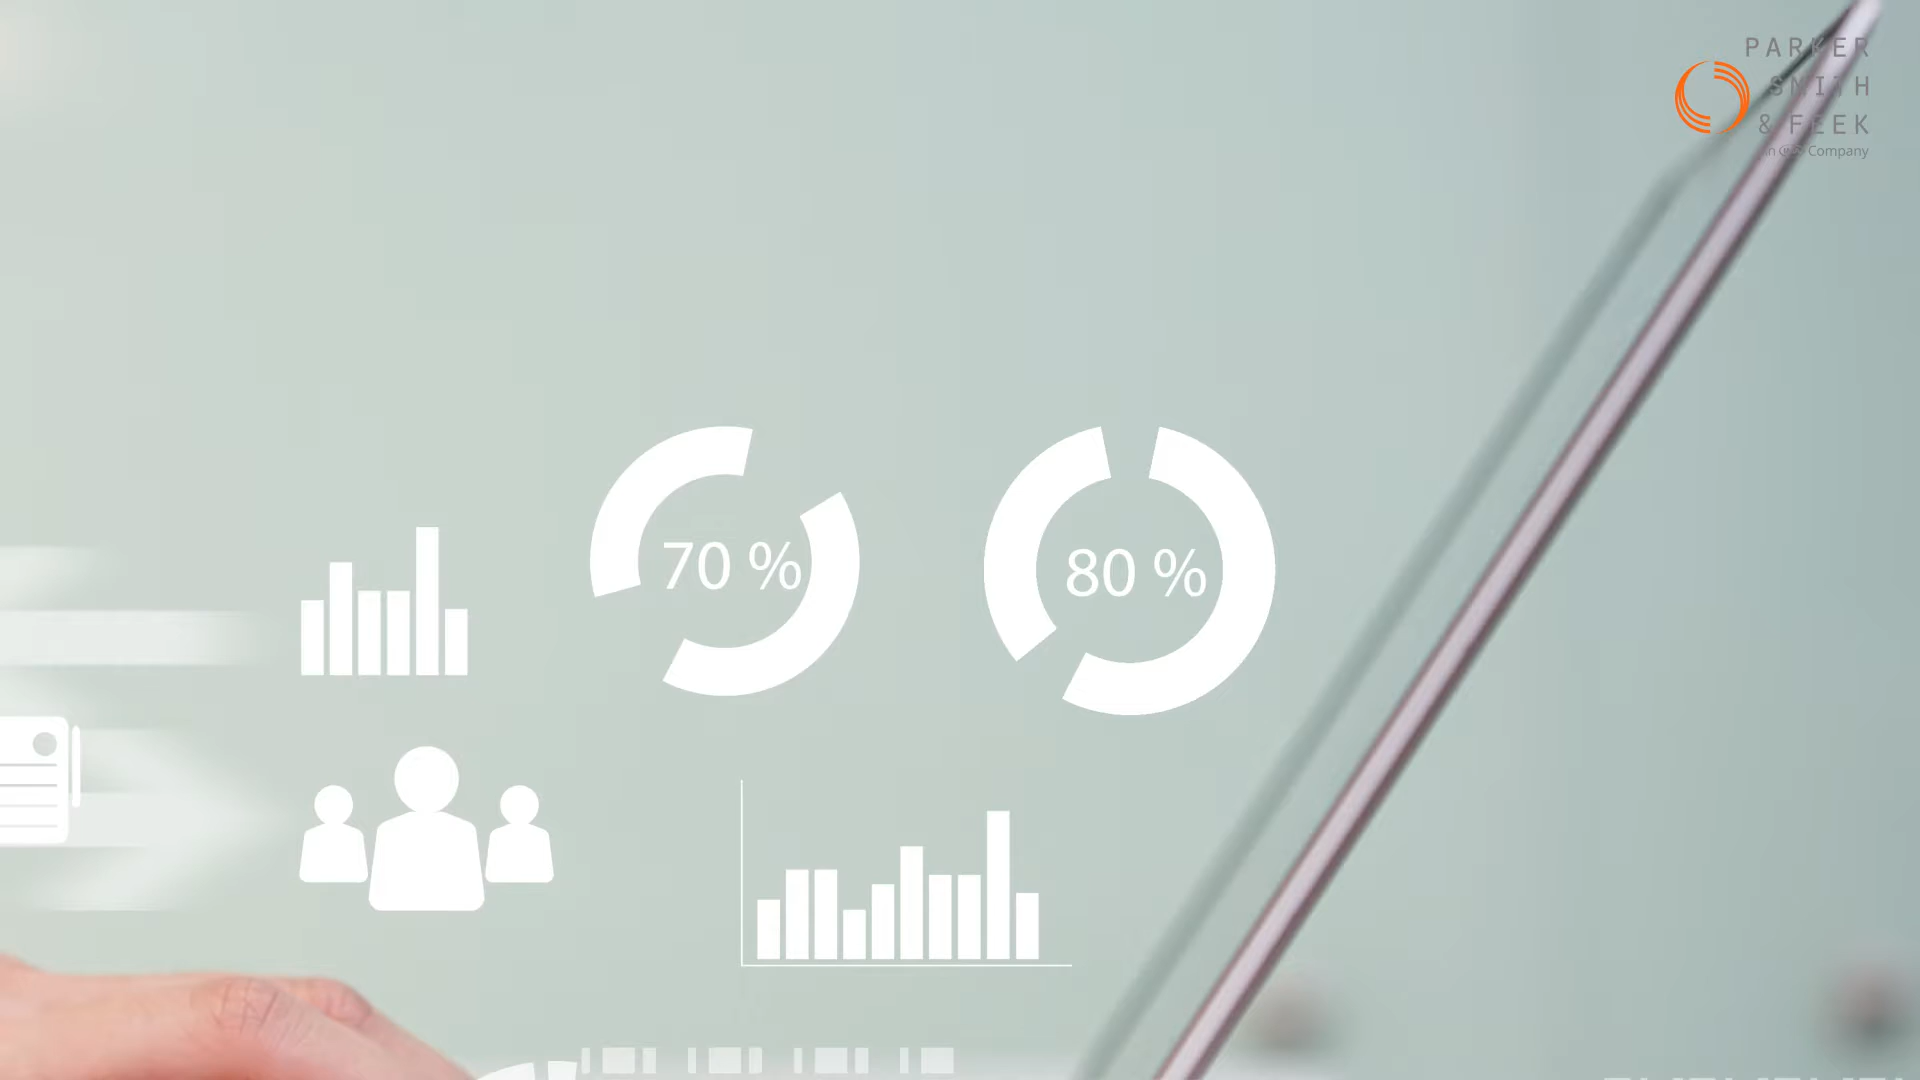 PARKER
SMITH
& FEEK
Company
70 %
80 %